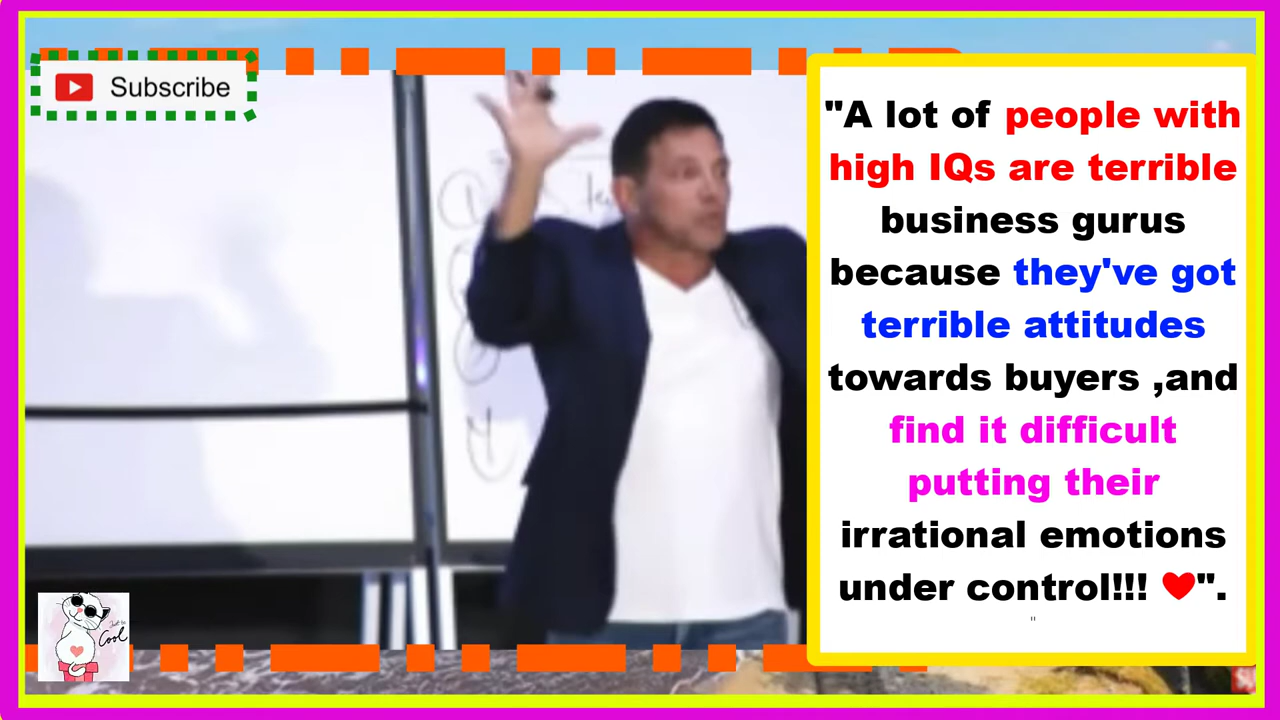 Subscribe
"A lot of people with
high IQs are terrible
business gurus
because they've got
terrible attitudes
towards buyers ,and
find it difficult
putting their
irrational emotions
under control!!! ❤".
"
Cool